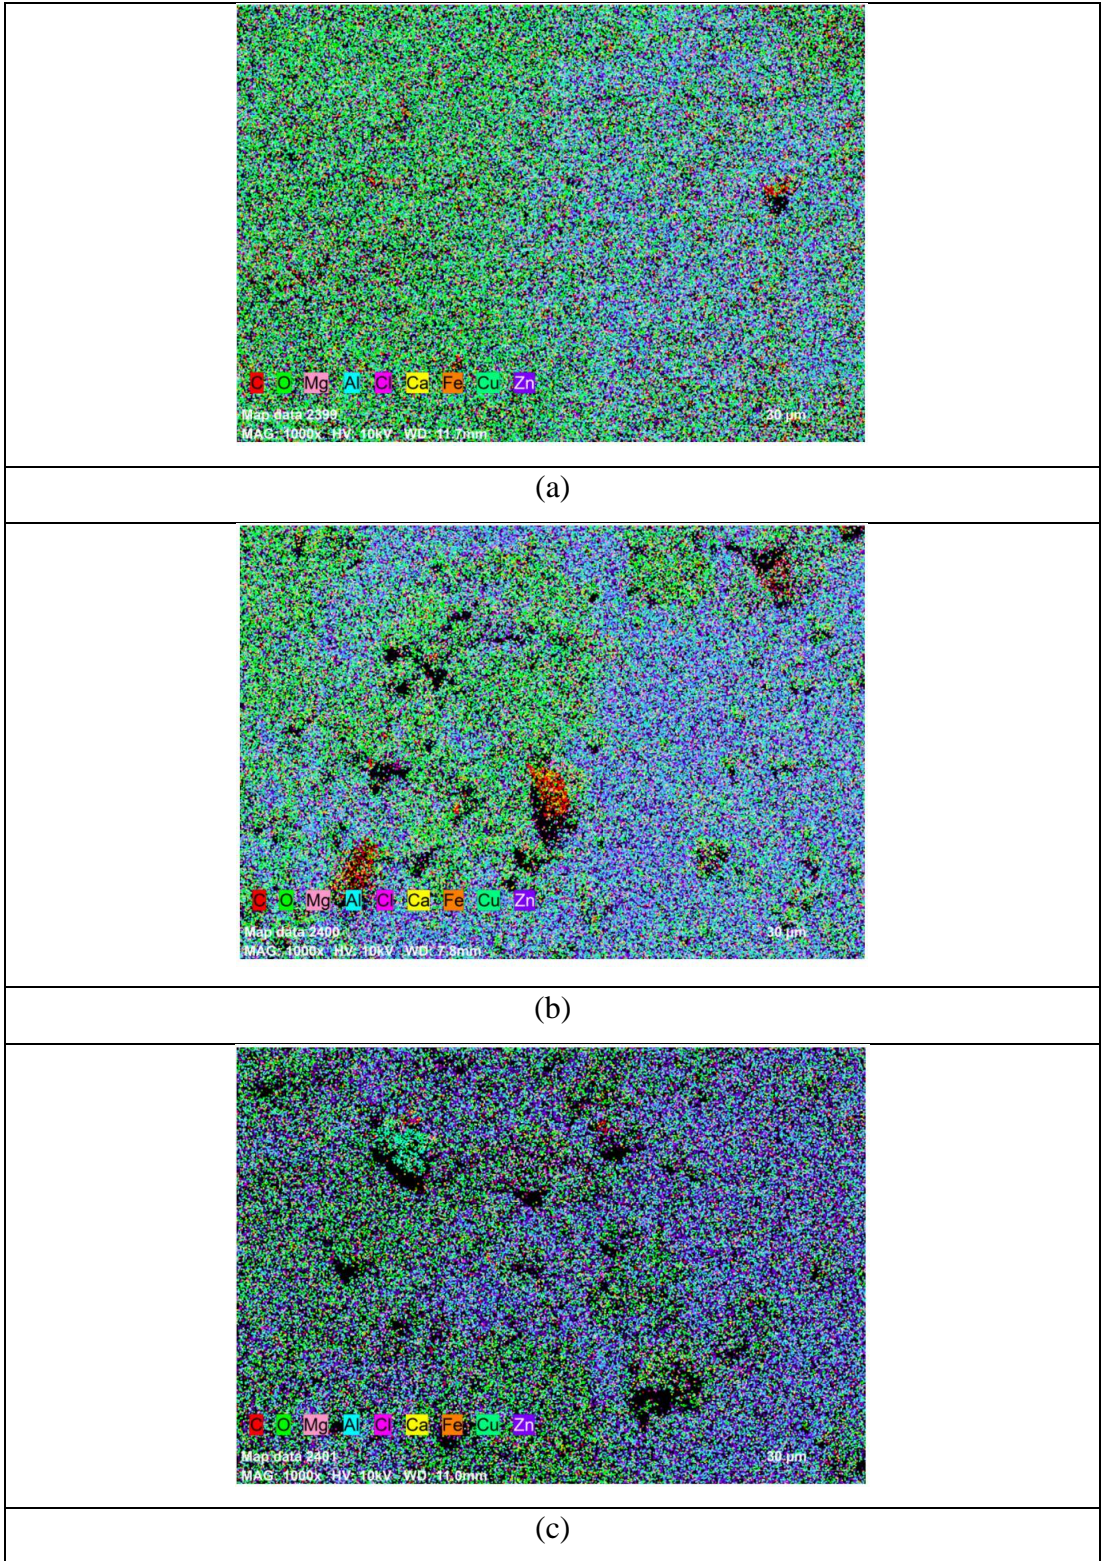 C O Mg Al Cl Ca Fe Cu Zn
Map data 2399 30 µm
MAG: 1000x HV: 10kV WD: 11.7mm
(a)
C O Mg Al Cl Ca Fe Cu Zn
Map data 2400 30 µm
MAG: 1000x HV: 10kV WD: 7.8mm
(b)
C O Mg Al Cl Ca Fe Cu Zn
Map data 2401 30 µm
MAG: 1000x HV: 10kV WD: 11.0mm
(c)